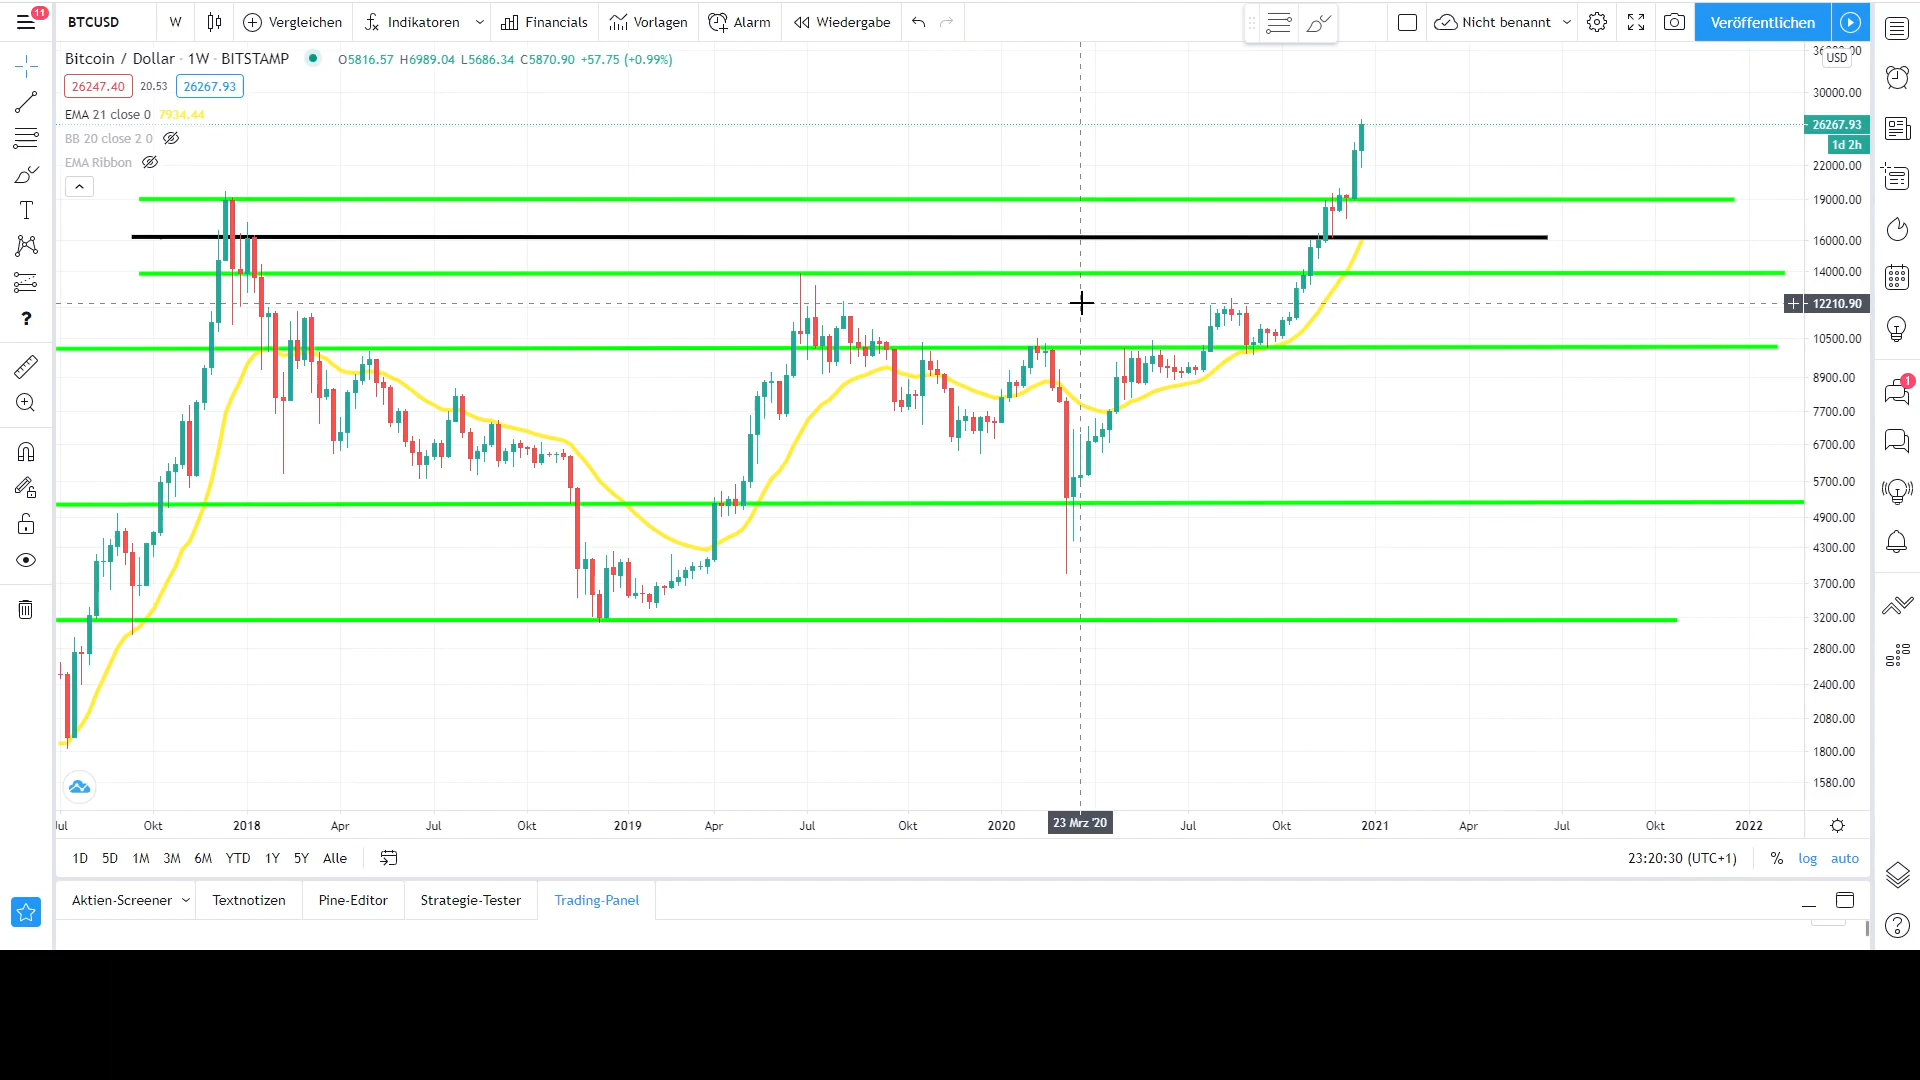 11
BTCUSD W Vergleichen Indikatoren Financials Vorlagen Alarm Wiedergabe Nicht benannt Veröffentlichen
Bitcoin / Dollar · 1W · BITSTAMP O5816.57 H6989.04 L5686.34 C5870.90 +57.75 (+0.99%)
26247.40 20.53 26267.93
EMA 21 close 0 7934.44
BB 20 close 2 0
EMA Ribbon
USD
30000.00
26267.93
1d 2h
22000.00
19000.00
16000.00
14000.00
12210.90
10500.00
8900.00
7700.00
6700.00
5700.00
4900.00
4300.00
3700.00
3200.00
2800.00
2400.00
2080.00
1800.00
1580.00
1
Okt 2018 Apr Jul Okt 2019 Apr Jul Okt 2020 23 Mrz '20 Jul Okt 2021 Apr Jul Okt 2022
1D 5D 1M 3M 6M YTD 1Y 5Y Alle 23:20:30 (UTC+1) % log auto
Aktien-Screener Textnotizen Pine-Editor Strategie-Tester Trading-Panel